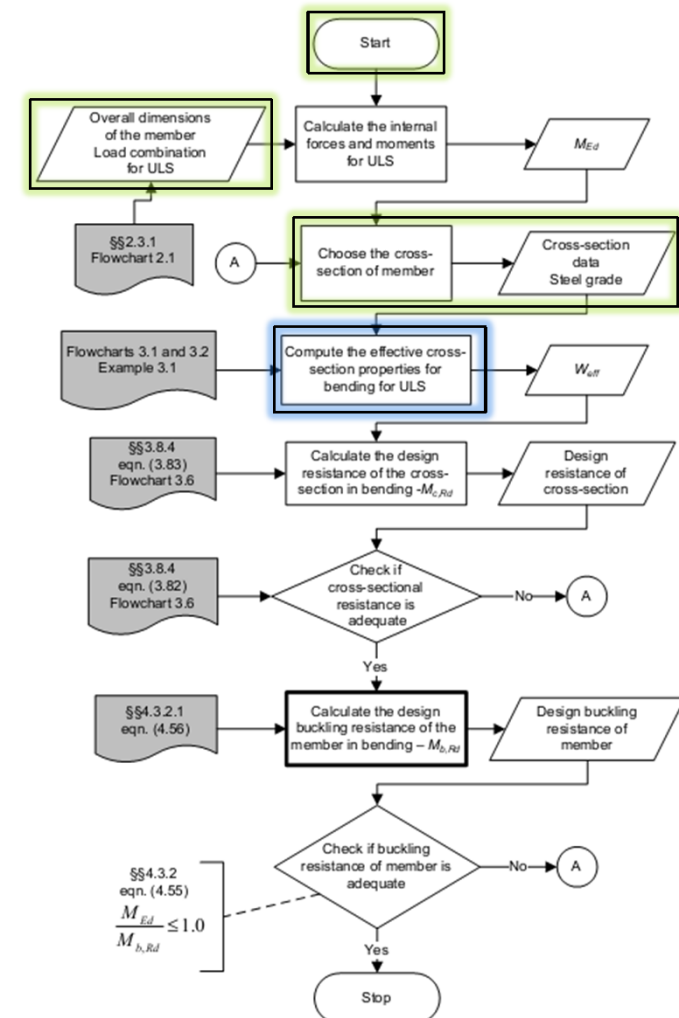 Start
Overall dimensions
of the member
Load combination
for ULS
Calculate the internal
forces and moments
for ULS
M_Ed
§§2.3.1
Flowchart 2.1
A
Choose the cross-
section of member
Cross-section
data
Steel grade
Flowcharts 3.1 and 3.2
Example 3.1
Compute the effective cross-
section properties for
bending for ULS
W_eff
§§3.8.4
eqn. (3.83)
Flowchart 3.6
Calculate the design
resistance of the cross-
section in bending -M_c,Rd
Design
resistance of
cross-section
§§3.8.4
eqn. (3.82)
Flowchart 3.6
Check if
cross-sectional
resistance is
adequate
No
A
Yes
§§4.3.2.1
eqn. (4.56)
Calculate the design
buckling resistance of the
member in bending – M_b,Rd
Design buckling
resistance of
member
§§4.3.2
eqn. (4.55)
M_Ed / M_b,Rd ≤1.0
Check if buckling
resistance of member is
adequate
No
A
Yes
Stop